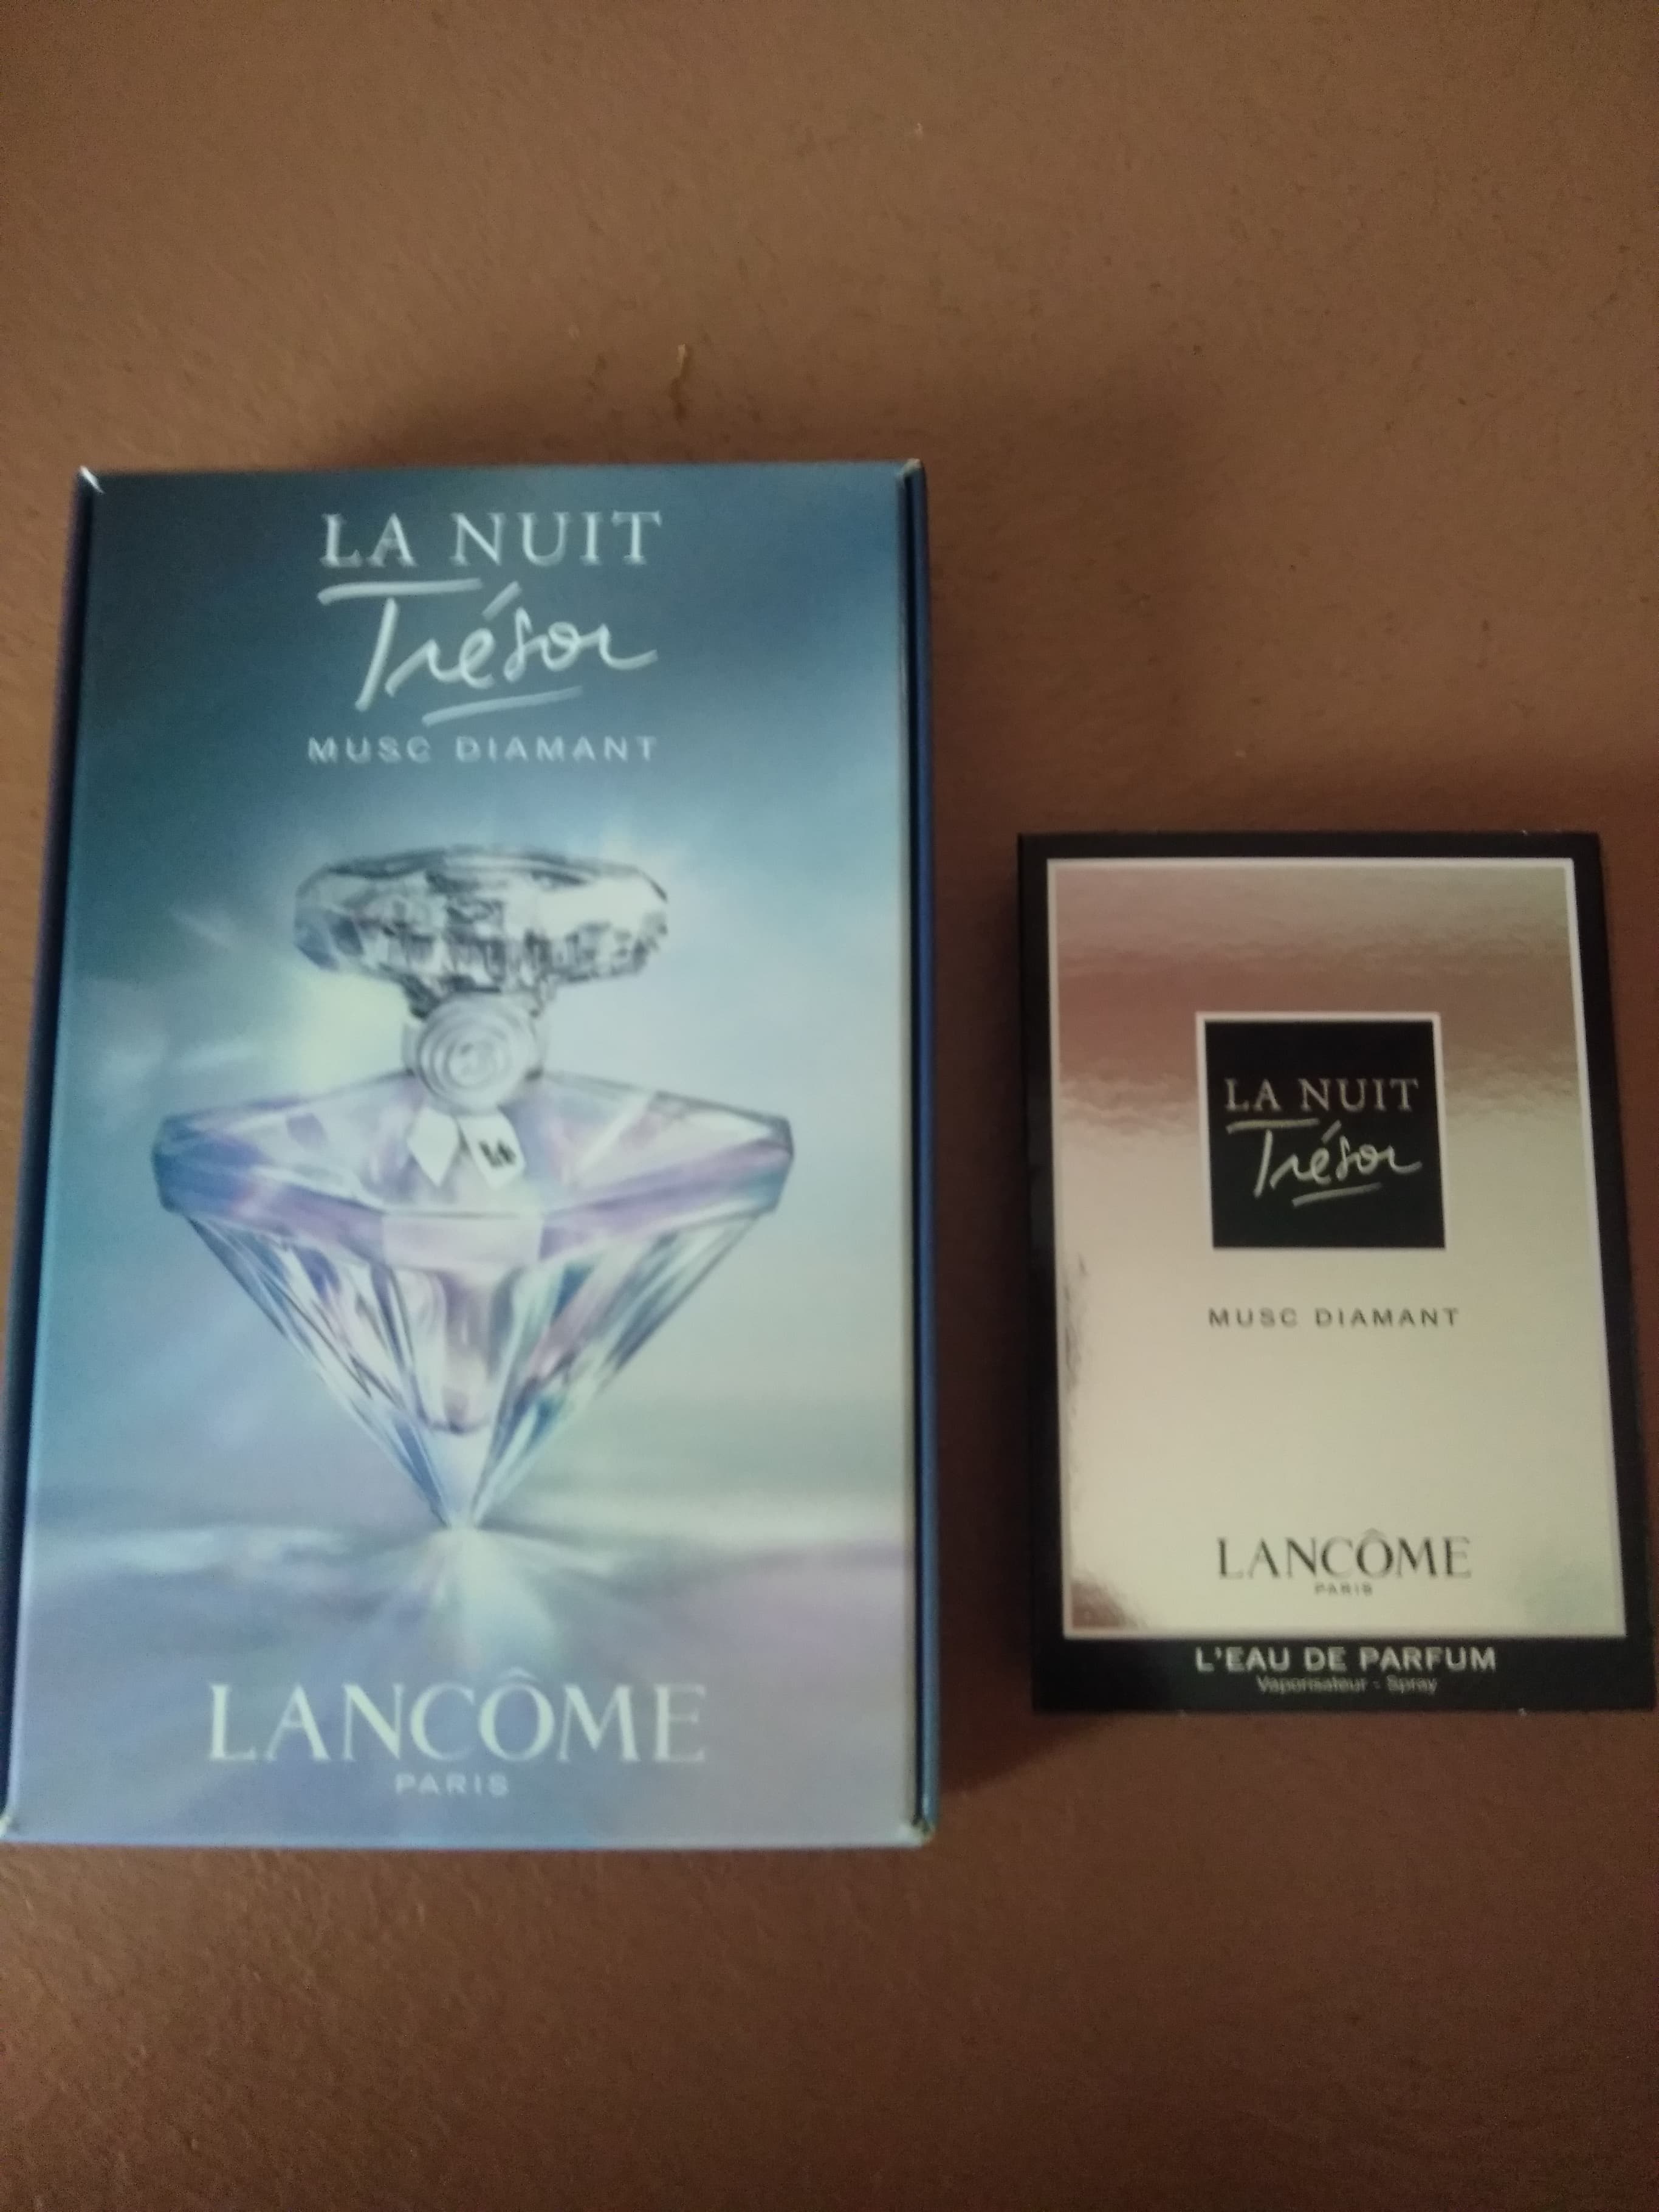 LA NUIT
Trésor
MUSC DIAMANT
LANCÔME
PARIS
LA NUIT
Trésor
MUSC DIAMANT
LANCÔME
PARIS
L'EAU DE PARFUM
Vaporisateur - Spray